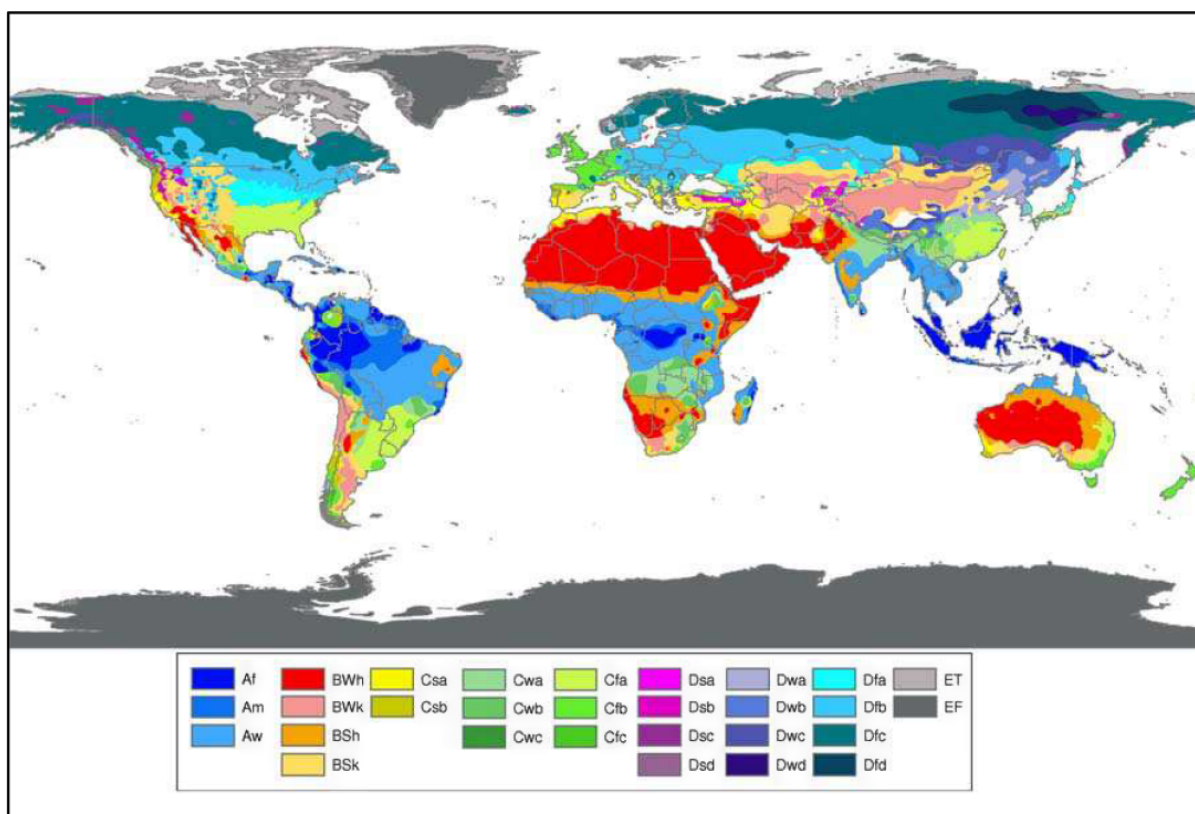 Af BWh Csa Cwa Cfa Dsa Dwa Dfa ET
Am BWk Csb Cwb Cfb Dsb Dwb Dfb EF
Aw BSh Cwc Cfc Dsc Dwc Dfc
BSk Dsd Dwd Dfd